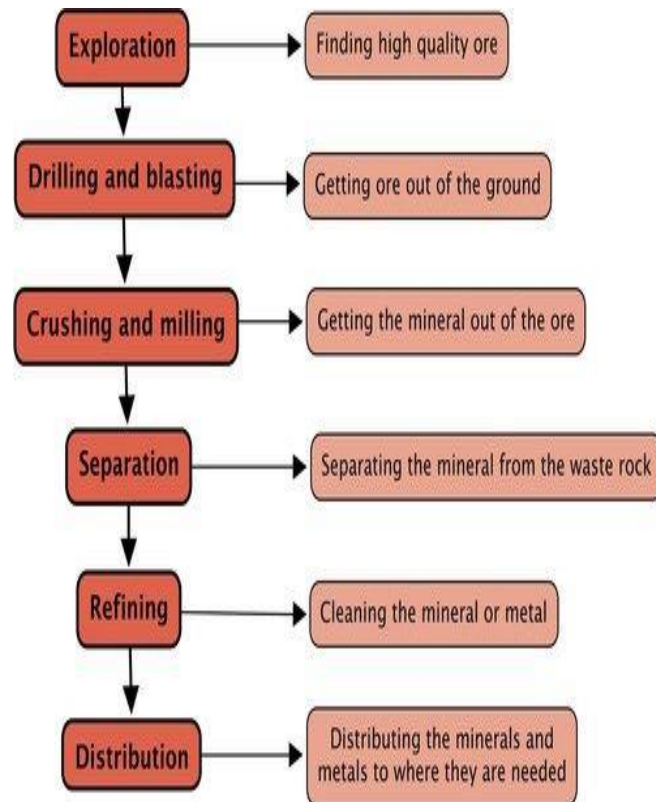 Exploration
Finding high quality ore
Drilling and blasting
Getting ore out of the ground
Crushing and milling
Getting the mineral out of the ore
Separation
Separating the mineral from the waste rock
Refining
Cleaning the mineral or metal
Distribution
Distributing the minerals and
metals to where they are needed